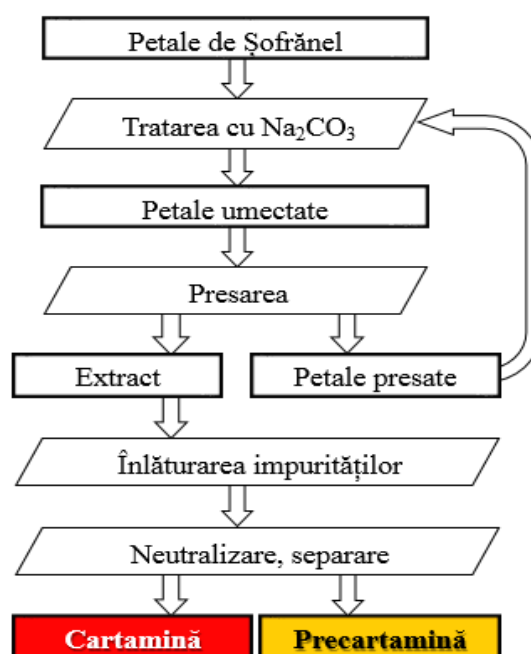 Petale de Șofrănel
Tratarea cu Na₂CO₃
Petale umectate
Presarea
Extract
Petale presate
Înlăturarea impurităților
Neutralizare, separare
Cartamină
Precartamină